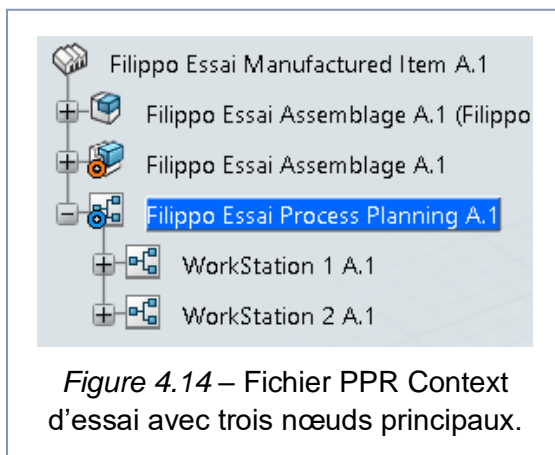 Filippo Essai Manufactured Item A.1
Filippo Essai Assemblage A.1 (Filippo
Filippo Essai Assemblage A.1
Filippo Essai Process Planning A.1
WorkStation 1 A.1
WorkStation 2 A.1
Figure 4.14 – Fichier PPR Context
d’essai avec trois nœuds principaux.